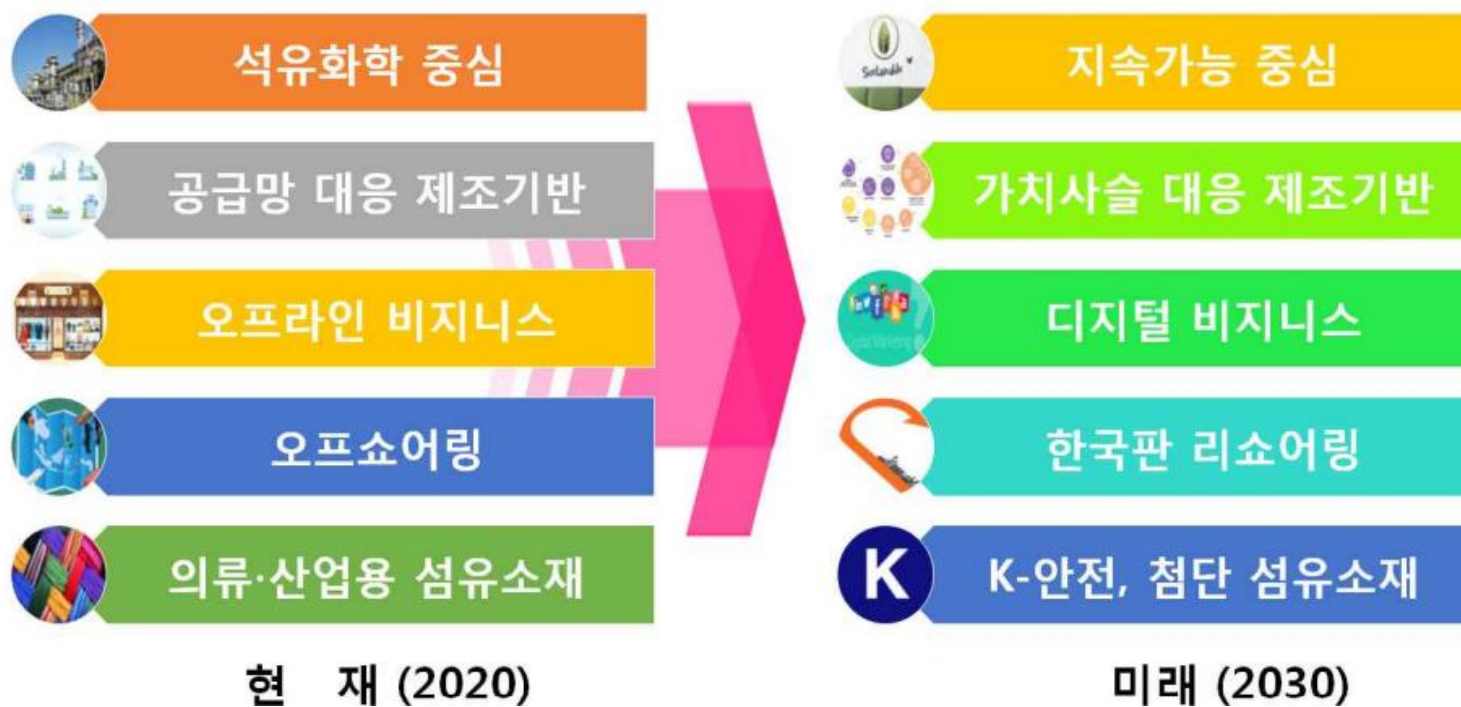 석유화학 중심
공급망 대응 제조기반
오프라인 비지니스
오프쇼어링
의류·산업용 섬유소재
현 재 (2020)
지속가능 중심
가치사슬 대응 제조기반
디지털 비지니스
한국판 리쇼어링
K
K-안전, 첨단 섬유소재
미래 (2030)